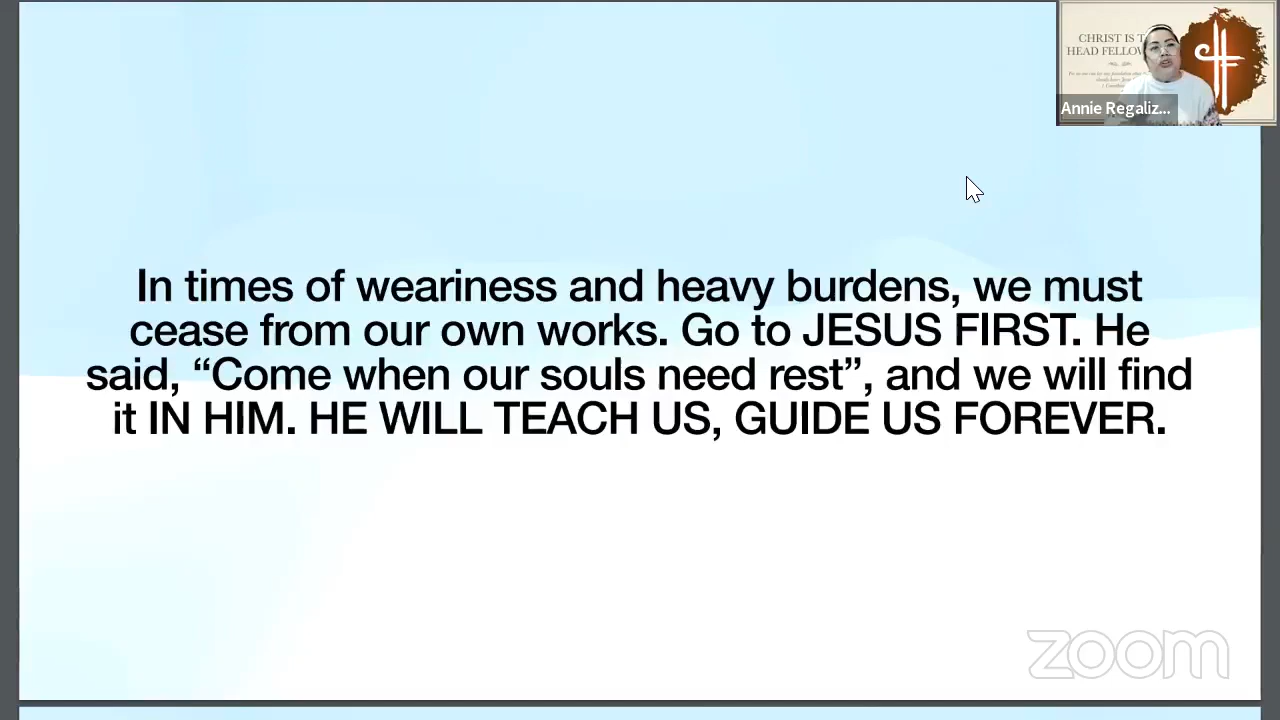 CHRIST IS T
HEAD FELLOW
Annie Regaliz...
In times of weariness and heavy burdens, we must
cease from our own works. Go to JESUS FIRST. He
said, “Come when our souls need rest”, and we will find
it IN HIM. HE WILL TEACH US, GUIDE US FOREVER.
zoom